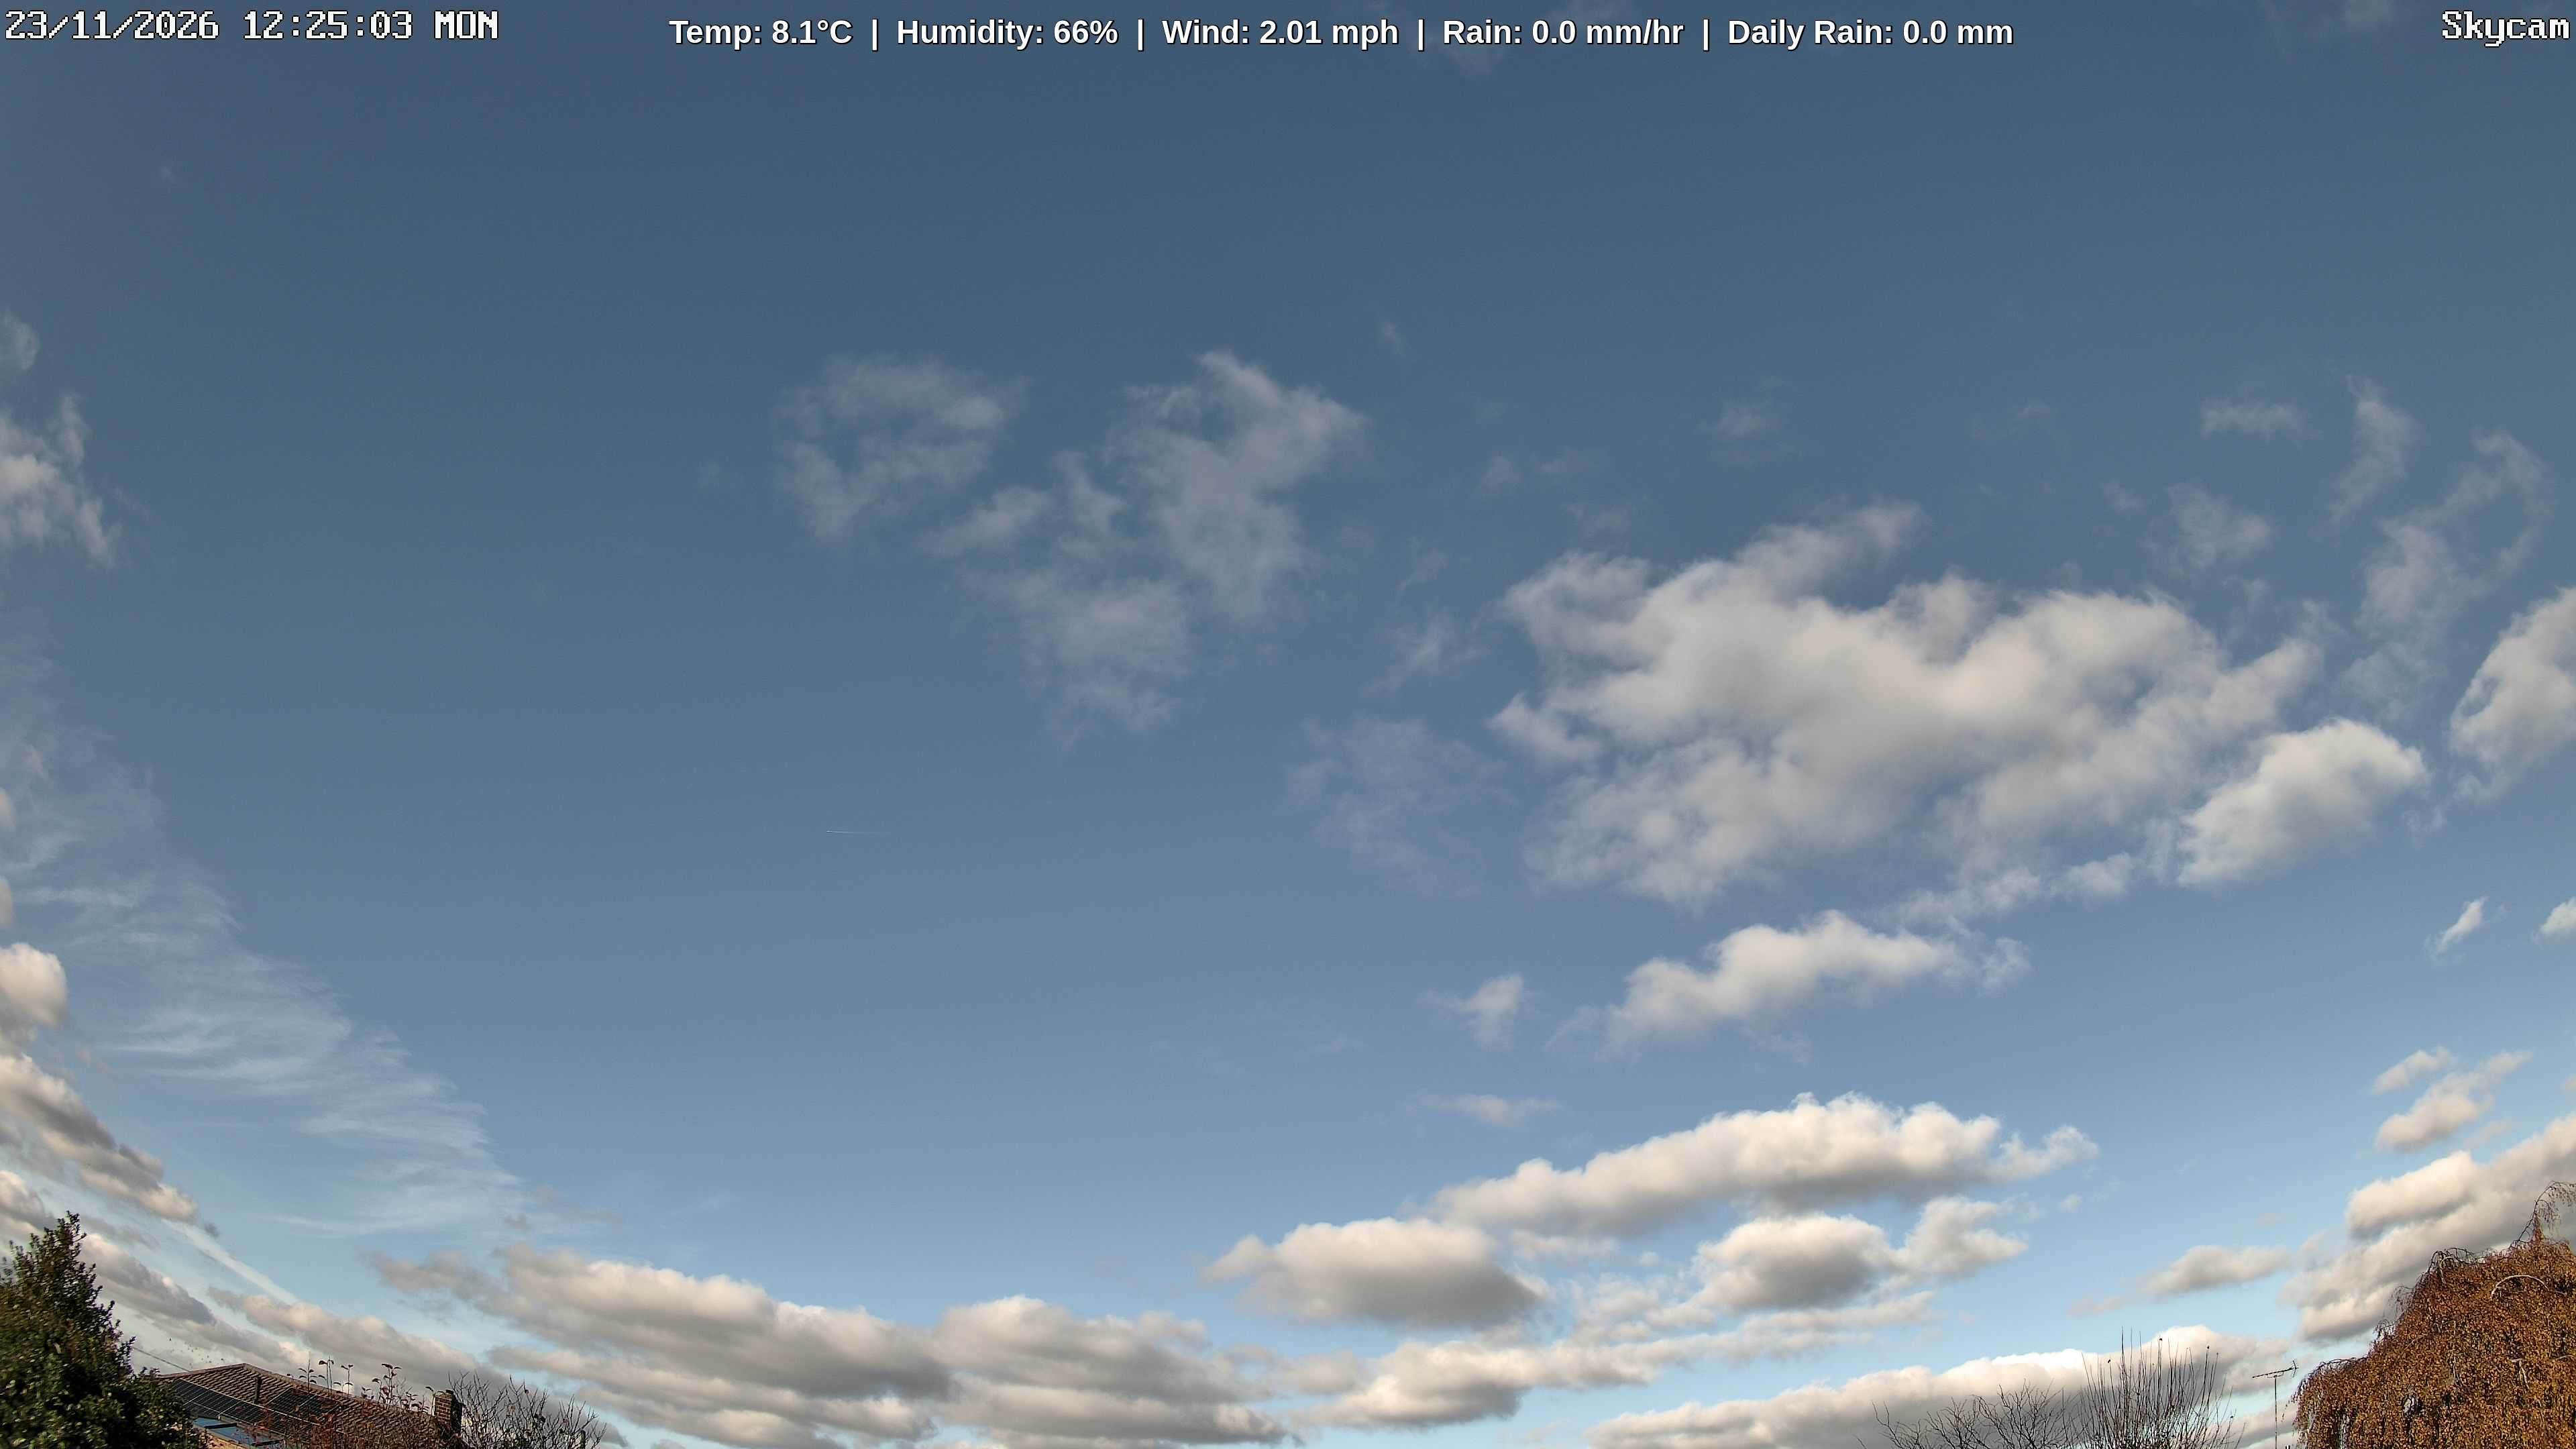 23/11/2026 12:25:03 MON
Temp: 8.1°C | Humidity: 66% | Wind: 2.01 mph | Rain: 0.0 mm/hr | Daily Rain: 0.0 mm
Skycam